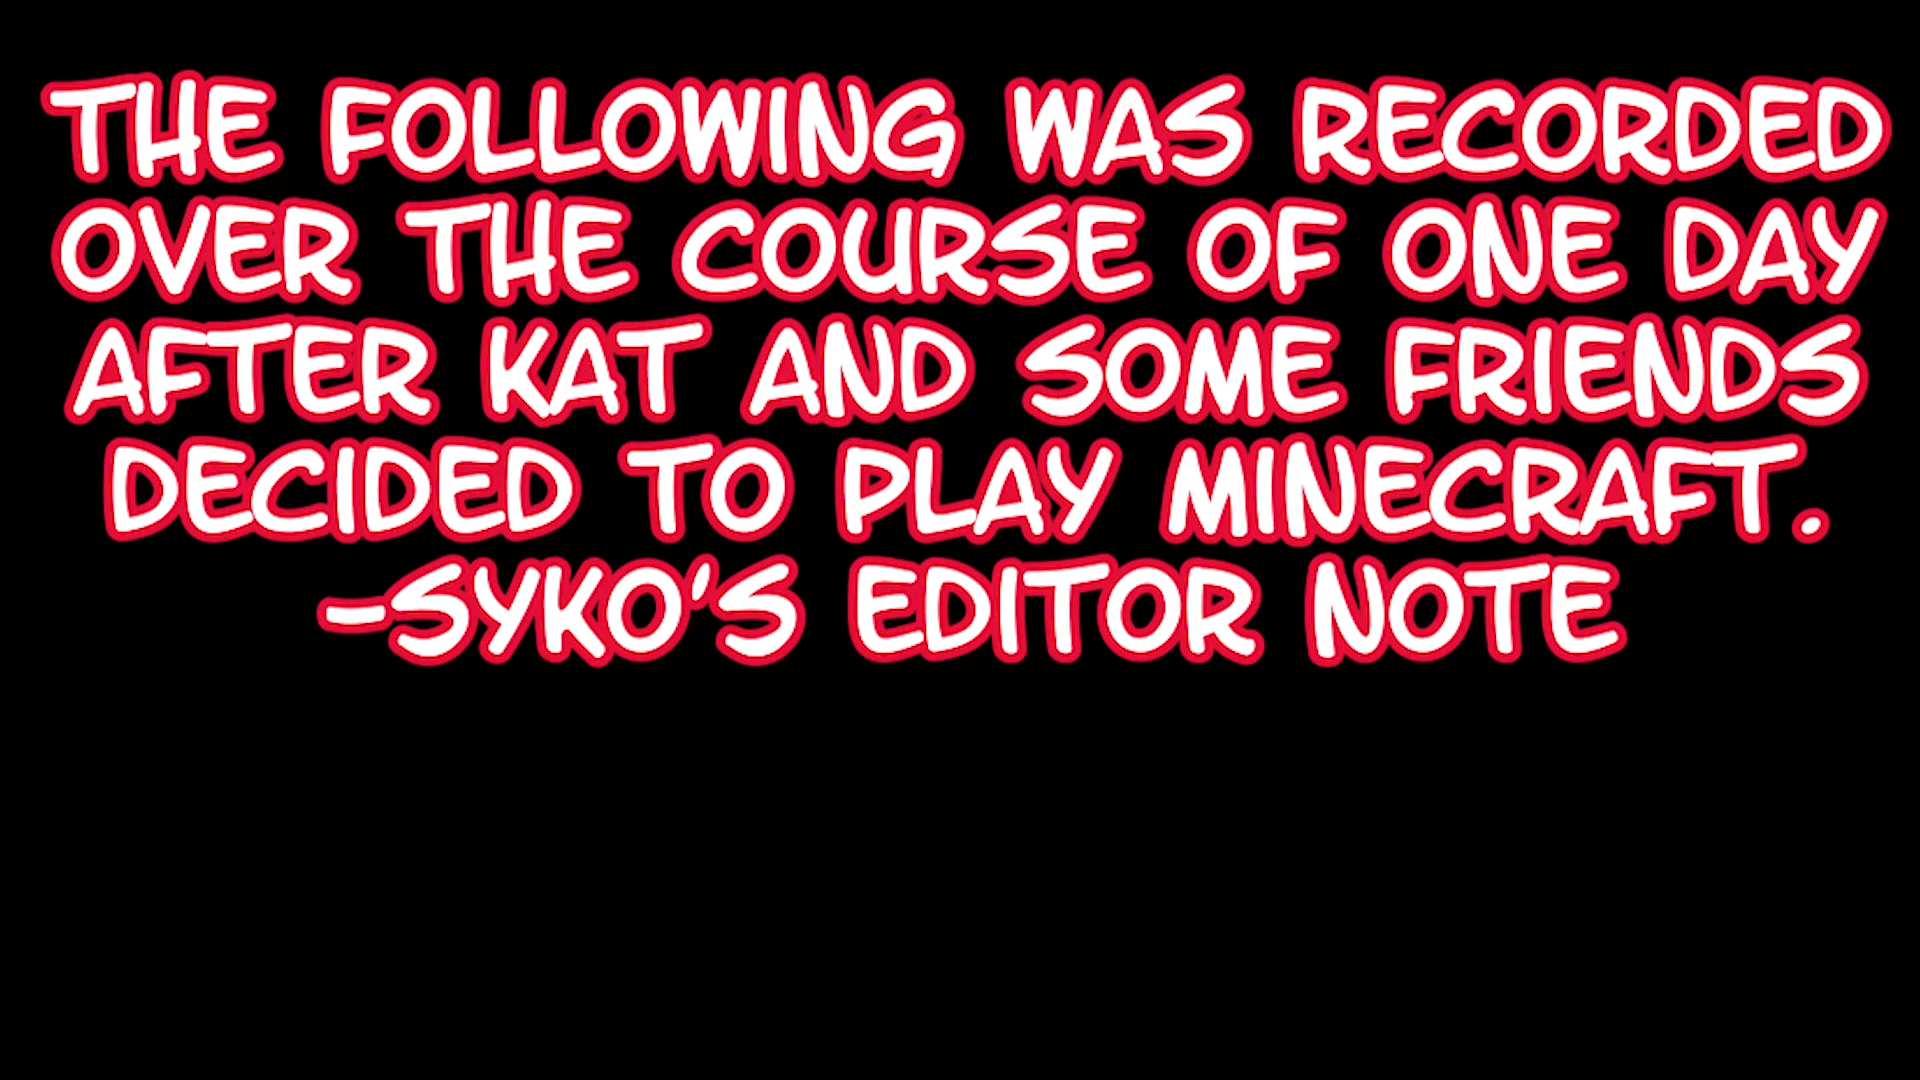 THE FOLLOWING WAS RECORDED
OVER THE COURSE OF ONE DAY
AFTER KAT AND SOME FRIENDS
DECIDED TO PLAY MINECRAFT.
-SYKO'S EDITOR NOTE